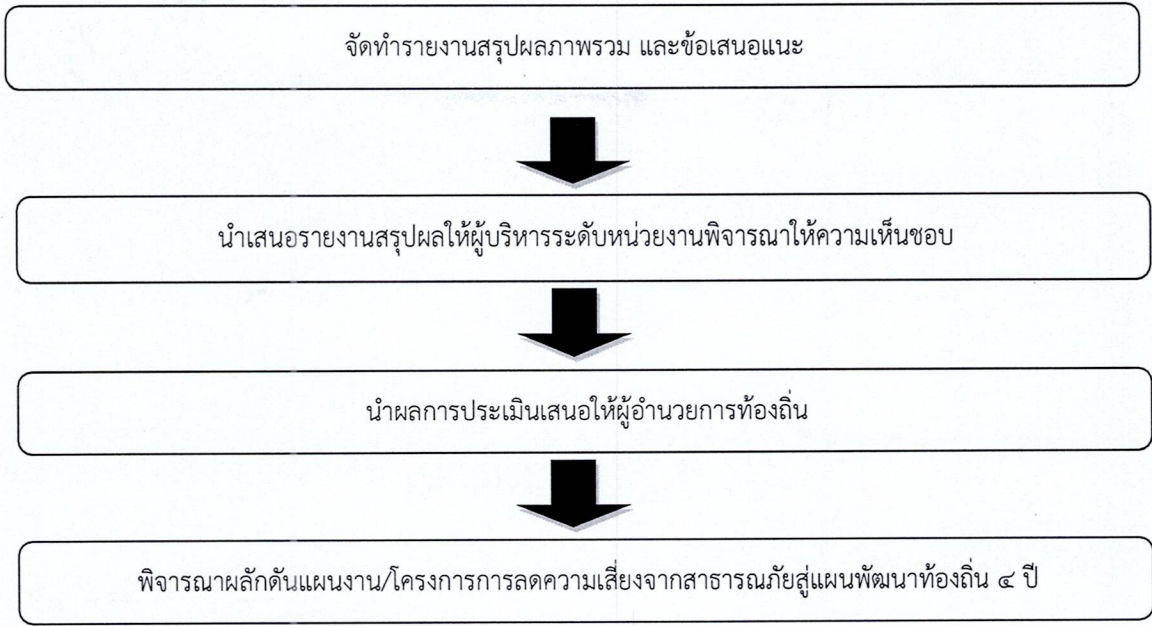 จัดทำรายงานสรุปผลภาพรวม และข้อเสนอแนะ
นำเสนอรายงานสรุปผลให้ผู้บริหารระดับหน่วยงานพิจารณาให้ความเห็นชอบ
นำผลการประเมินเสนอให้ผู้อำนวยการท้องถิ่น
พิจารณาผลักดันแผนงาน/โครงการการลดความเสี่ยงจากสาธารณภัยสู่แผนพัฒนาท้องถิ่น ๔ ปี